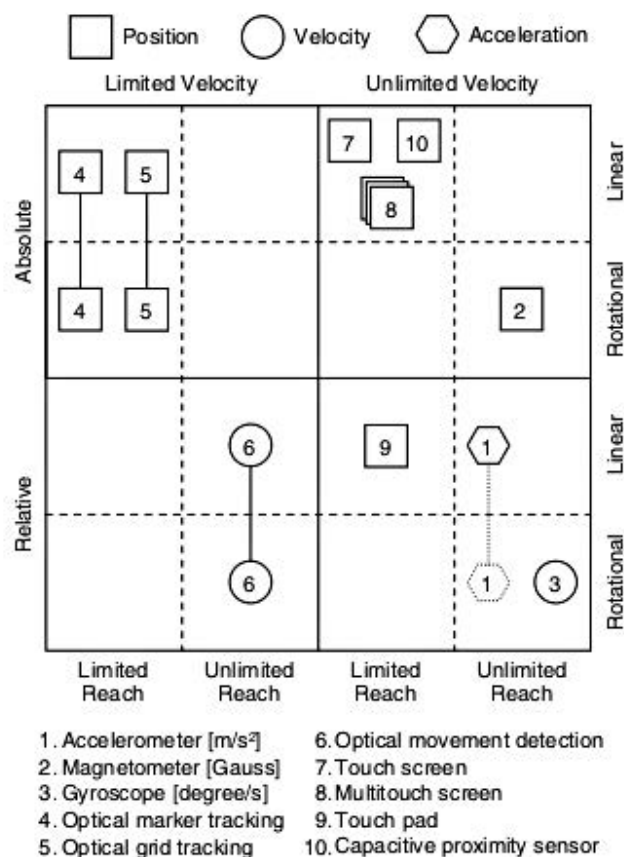 Position Velocity Acceleration
Limited Velocity Unlimited Velocity
Absolute
Relative
Linear
Rotational
Linear
Rotational
4 5 7 10
8
4 5 2
6 9 1
6 1 3
Limited Reach Unlimited Reach Limited Reach Unlimited Reach
1. Accelerometer [m/s²]
2. Magnetometer [Gauss]
3. Gyroscope [degree/s]
4. Optical marker tracking
5. Optical grid tracking
6. Optical movement detection
7. Touch screen
8. Multitouch screen
9. Touch pad
10. Capacitive proximity sensor